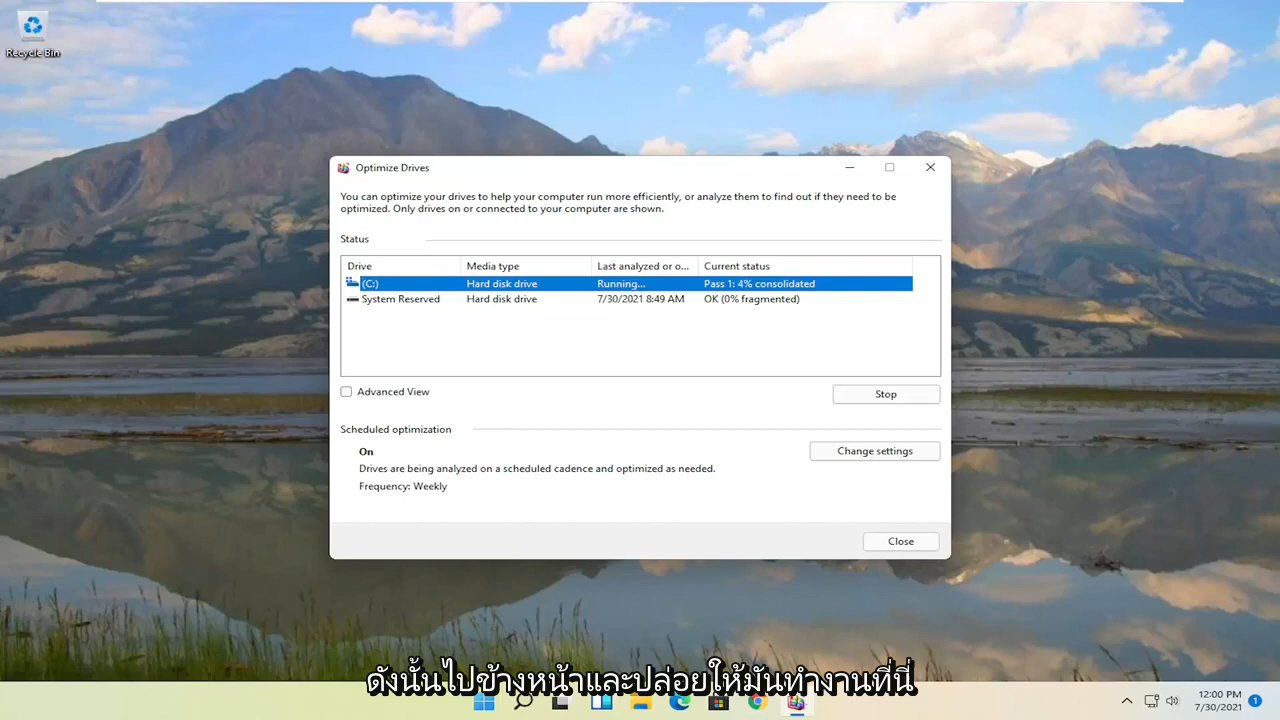 Recycle Bin
Optimize Drives
You can optimize your drives to help your computer run more efficiently, or analyze them to find out if they need to be
optimized. Only drives on or connected to your computer are shown.
Status
Drive Media type Last analyzed or o... Current status
(C:) Hard disk drive Running... Pass 1: 4% consolidated
System Reserved Hard disk drive 7/30/2021 8:49 AM OK (0% fragmented)
Advanced View
Stop
Scheduled optimization
On
Change settings
Drives are being analyzed on a scheduled cadence and optimized as needed.
Frequency: Weekly
Close
ดังนั้นไปข้างหน้าและปล่อยให้มันทำงานที่นี่
12:00 PM
7/30/2021
1